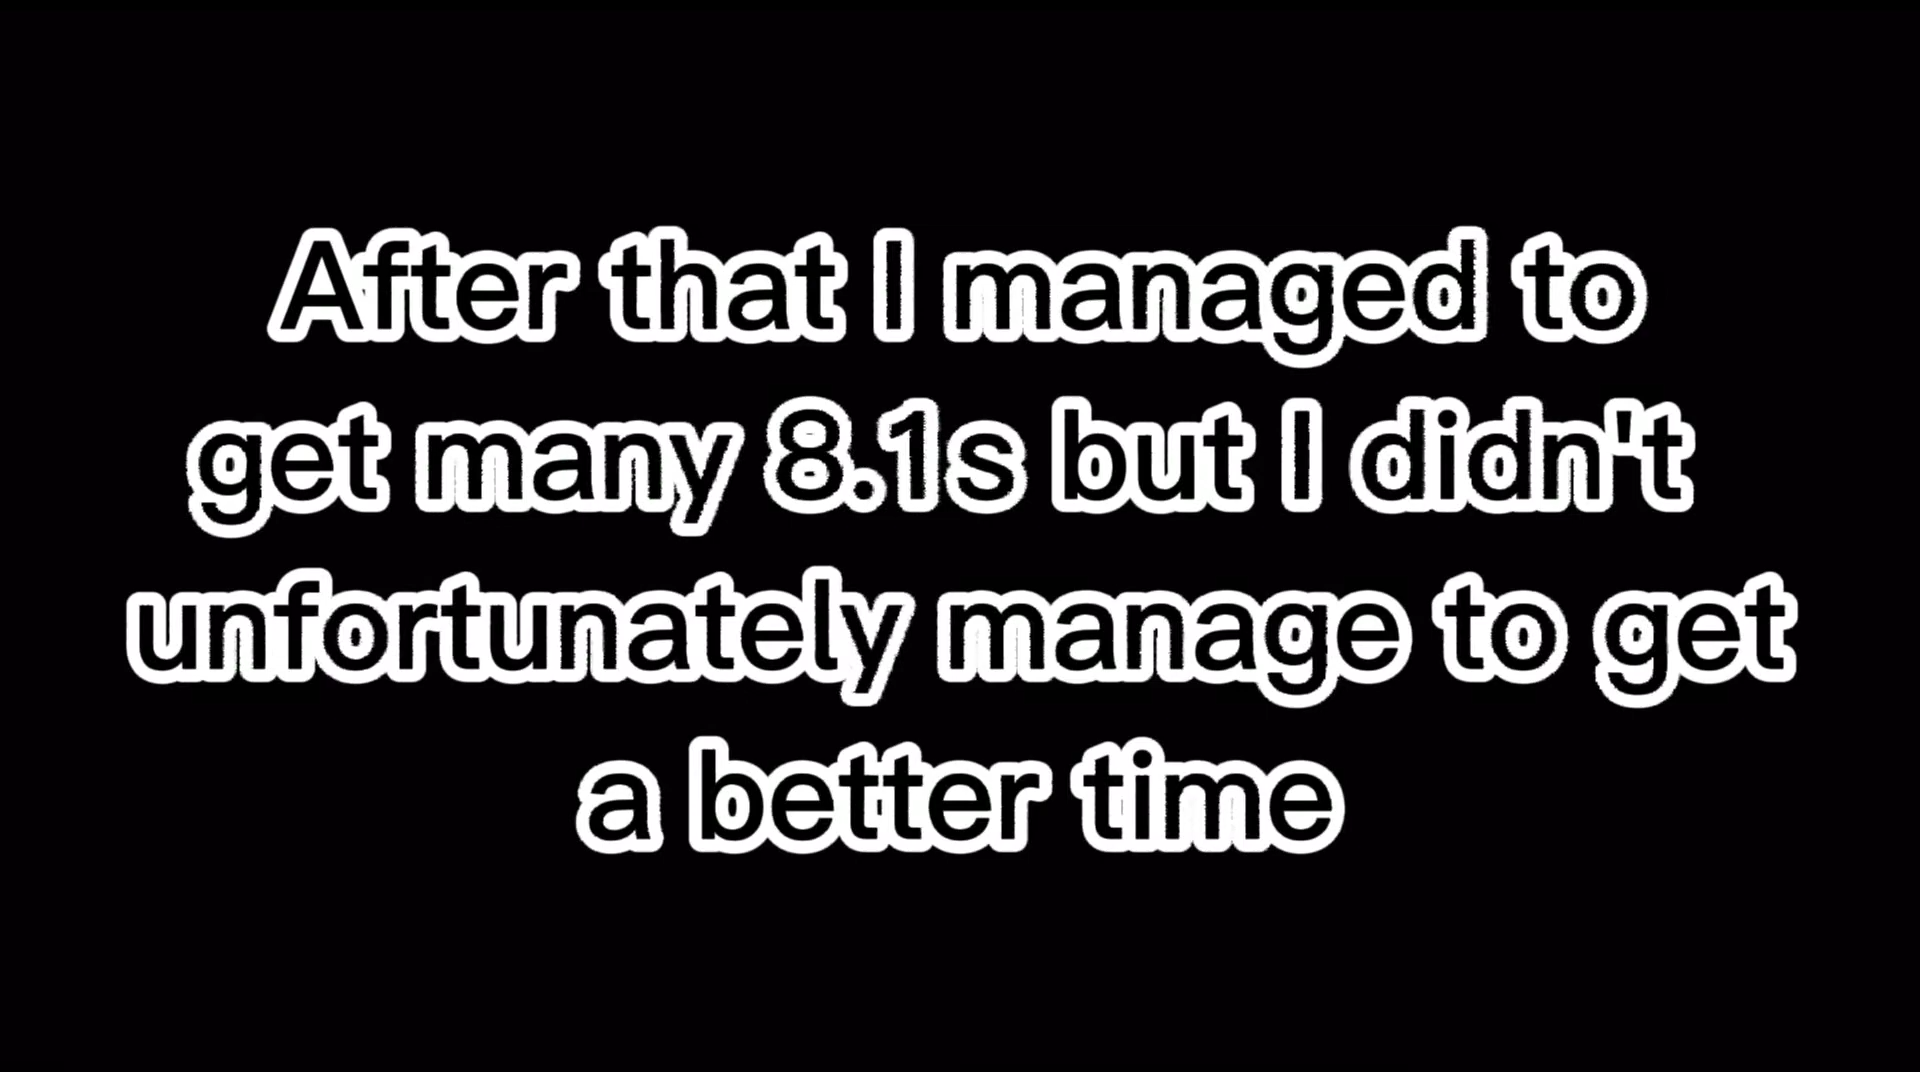 After that I managed to
get many 8.1s but I didn't
unfortunately manage to get
a better time